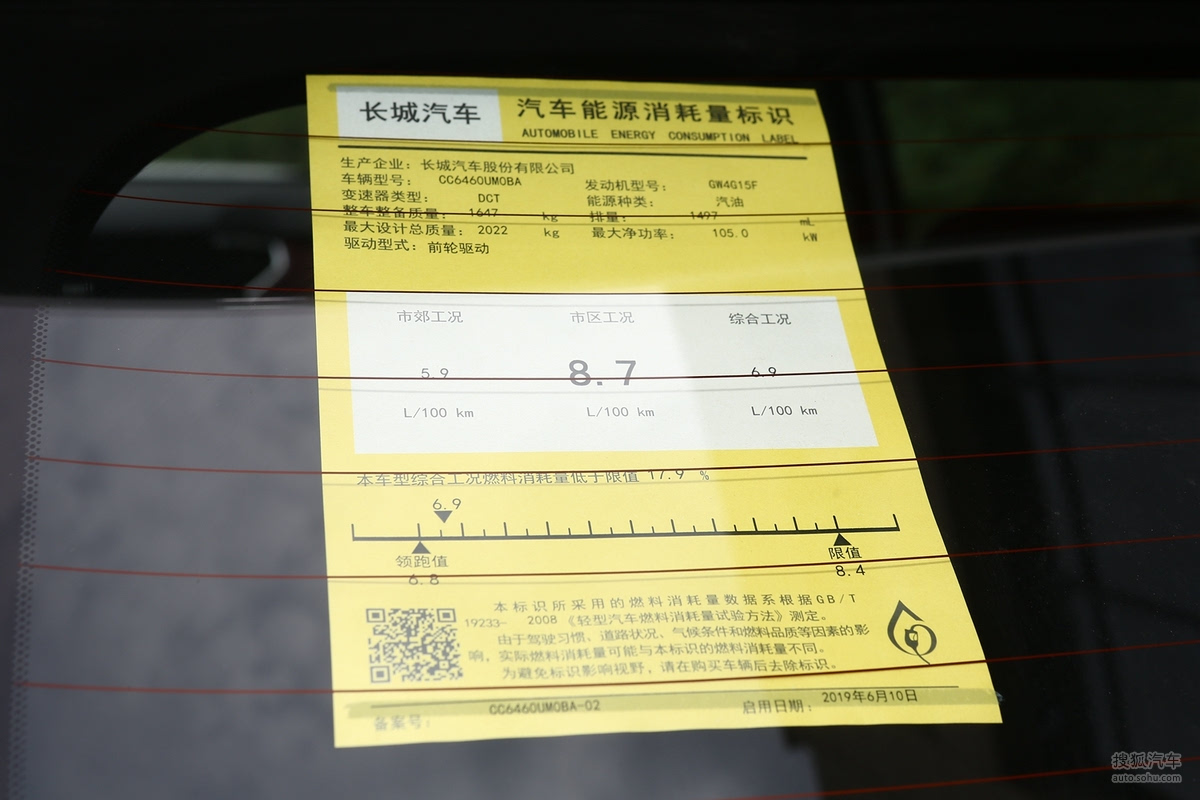 长城汽车
汽车能源消耗量标识
AUTOMOBILE ENERGY CONSUMPTION LABEL
生产企业：长城汽车股份有限公司
车辆型号： CC6460UM0BA 发动机型号： GW4G15F
变速器类型： DCT 能源种类： 汽油
整车整备质量： 1647 kg 排量： 1497 mL
最大设计总质量： 2022 kg 最大净功率： 105.0 kW
驱动型式：前轮驱动
市郊工况 市区工况 综合工况
5.9 8.7 6.9
L/100 km L/100 km L/100 km
本车型综合工况燃料消耗量低于限值 17.9 %
6.9
领跑值 限值
6.8 8.4
本标识所采用的燃料消耗量数据系根据GB/T
19233- 2008《轻型汽车燃料消耗量试验方法》测定。
由于驾驶习惯、道路状况、气候条件和燃料品质等因素的影
响，实际燃料消耗量可能与本标识的燃料消耗量不同。
为避免标识影响视野，请在购买车辆后去除标识。
备案号： CC6460UM0BA-02 启用日期： 2019年6月10日
搜狐汽车
auto.sohu.com